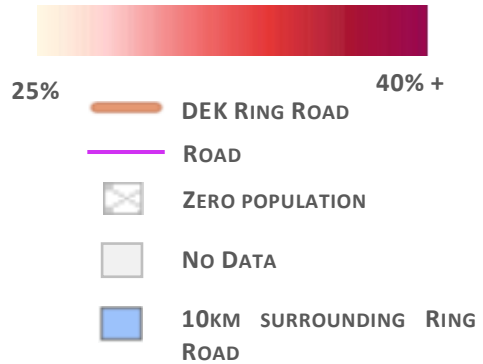 25%
40% +
DEK RING ROAD
ROAD
ZERO POPULATION
NO DATA
10KM SURROUNDING RING
ROAD